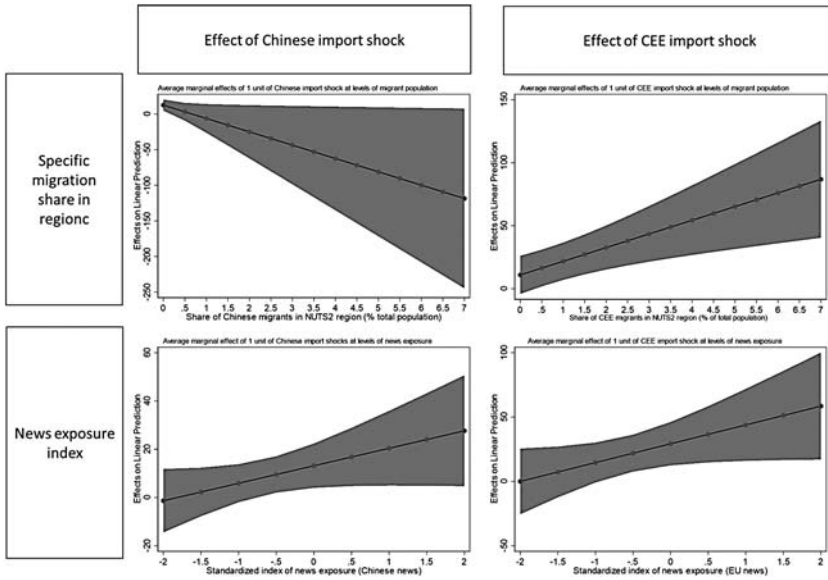 Effect of Chinese import shock
Effect of CEE import shock
Specific
migration
share in
regionc
Average marginal effects of 1 unit of Chinese import shock at levels of migrant population
Effects on Linear Prediction
0
-50
-100
-150
-200
-250
0 .5 1 1.5 2 2.5 3 3.5 4 4.5 5 5.5 6 6.5 7
Share of Chinese migrants in NUTS2 region (% total population)
Average marginal effects of 1 unit of CEE import shock at levels of migrant population
Effects on Linear Prediction
150
100
50
0
0 .5 1 1.5 2 2.5 3 3.5 4 4.5 5 5.5 6 6.5 7
Share of CEE migrants in NUTS2 region (% of total population)
News exposure
index
Average marginal effect of 1 unit of Chinese import shocks at levels of news exposure
Effects on Linear Prediction
60
40
20
0
-20
-2 -1.5 -1 -.5 0 .5 1 1.5 2
Standardized index of news exposure (Chinese news)
Average marginal effect of 1 unit of CEE import shock at levels of news exposure
Effects on Linear Prediction
100
50
0
-50
-2 -1.5 -1 -.5 0 .5 1 1.5 2
Standardized index of news exposure (EU news)